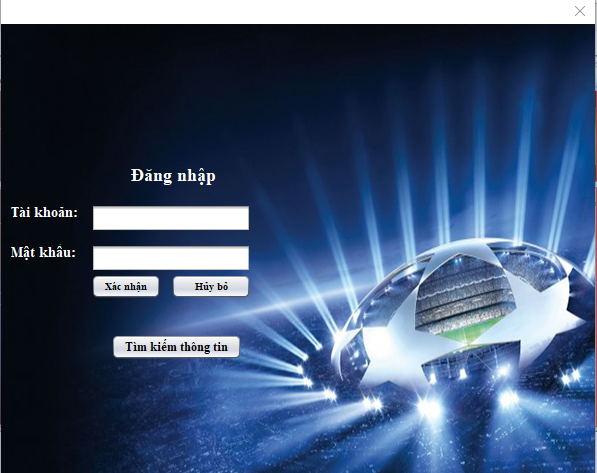 Đăng nhập
Tài khoản:
Mật khẩu:
Xác nhận Hủy bỏ
Tìm kiếm thông tin